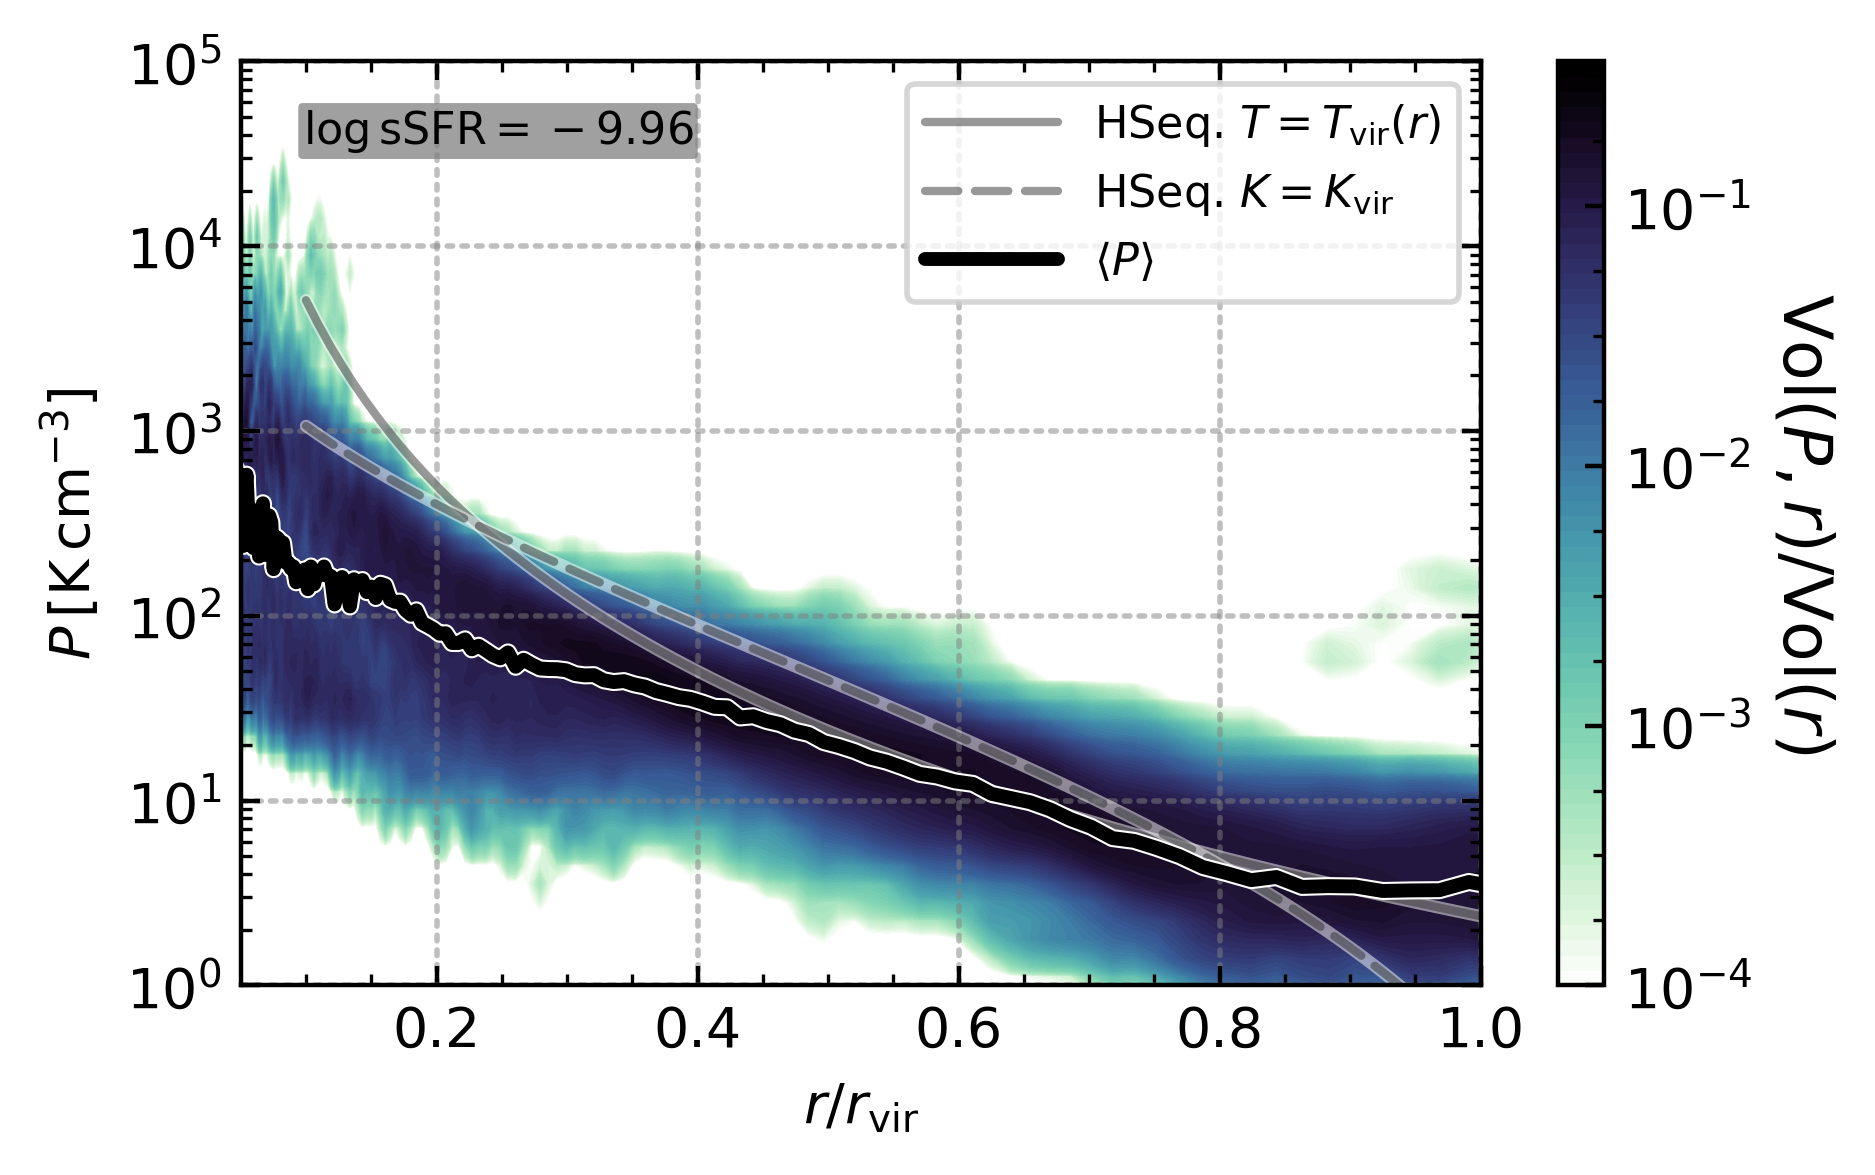 10^5
10^4
10^3
10^2
10^1
10^0
P [K cm^{-3}]
log sSFR = −9.96
HSeq. T = T_vir(r)
HSeq. K = K_vir
⟨P⟩
0.2 0.4 0.6 0.8 1.0
r/r_vir
10^{-1}
10^{-2}
10^{-3}
10^{-4}
Vol(P, r)/Vol(r)